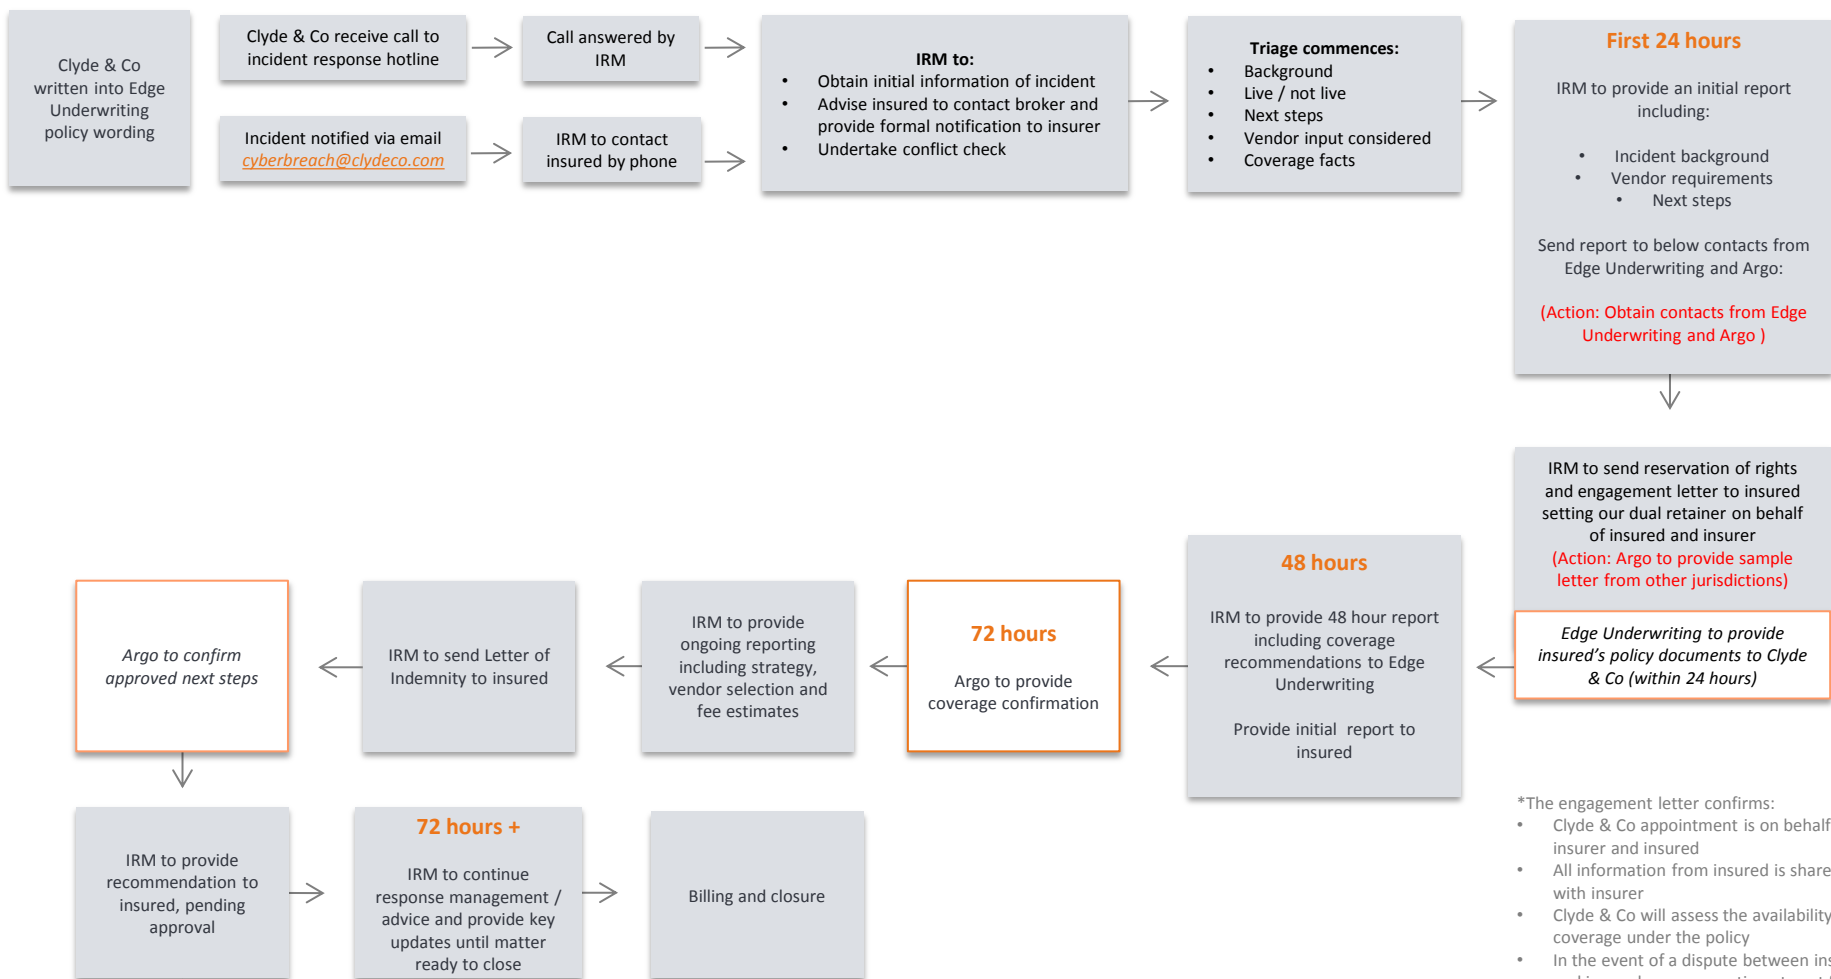 Clyde & Co
written into Edge
Underwriting
policy wording
Clyde & Co receive call to
incident response hotline
Call answered by
IRM
Incident notified via email
cyberbreach@clydeco.com
IRM to contact
insured by phone
IRM to:
• Obtain initial information of incident
• Advise insured to contact broker and
provide formal notification to insurer
• Undertake conflict check
Triage commences:
• Background
• Live / not live
• Next steps
• Vendor input considered
• Coverage facts
First 24 hours
IRM to provide an initial report
including:
• Incident background
• Vendor requirements
• Next steps
Send report to below contacts from
Edge Underwriting and Argo:
(Action: Obtain contacts from Edge
Underwriting and Argo )
IRM to send reservation of rights
and engagement letter to insured
setting our dual retainer on behalf
of insured and insurer
(Action: Argo to provide sample
letter from other jurisdictions)
Edge Underwriting to provide
insured’s policy documents to Clyde
& Co (within 24 hours)
48 hours
IRM to provide 48 hour report
including coverage
recommendations to Edge
Underwriting
Provide initial report to
insured
72 hours
Argo to provide
coverage confirmation
IRM to provide
ongoing reporting
including strategy,
vendor selection and
fee estimates
IRM to send Letter of
Indemnity to insured
Argo to confirm
approved next steps
IRM to provide
recommendation to
insured, pending
approval
72 hours +
IRM to continue
response management /
advice and provide key
updates until matter
ready to close
Billing and closure
*The engagement letter confirms:
• Clyde & Co appointment is on behalf
insurer and insured
• All information from insured is share
with insurer
• Clyde & Co will assess the availability
coverage under the policy
• In the event of a dispute between